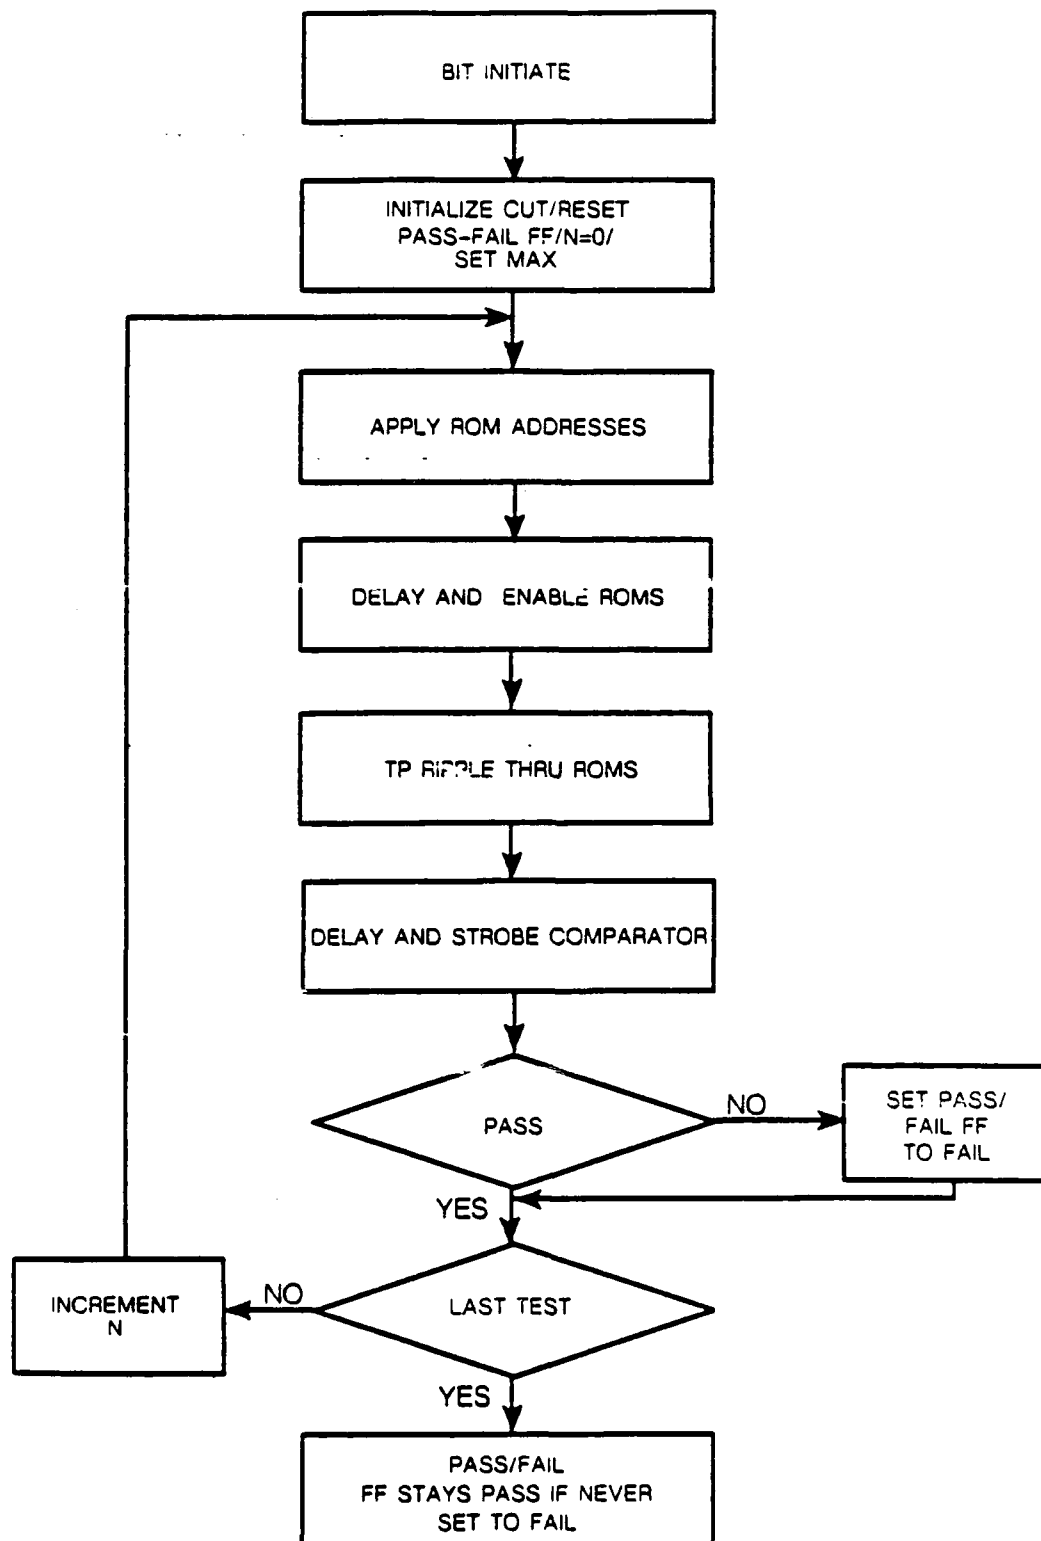 BIT INITIATE
INITIALIZE CUT/RESET
PASS-FAIL FF/N=0/
SET MAX
APPLY ROM ADDRESSES
DELAY AND ENABLE ROMS
TP RIPPLE THRU ROMS
DELAY AND STROBE COMPARATOR
PASS
NO
SET PASS/
FAIL FF
TO FAIL
YES
LAST TEST
NO
INCREMENT
N
YES
PASS/FAIL
FF STAYS PASS IF NEVER
SET TO FAIL